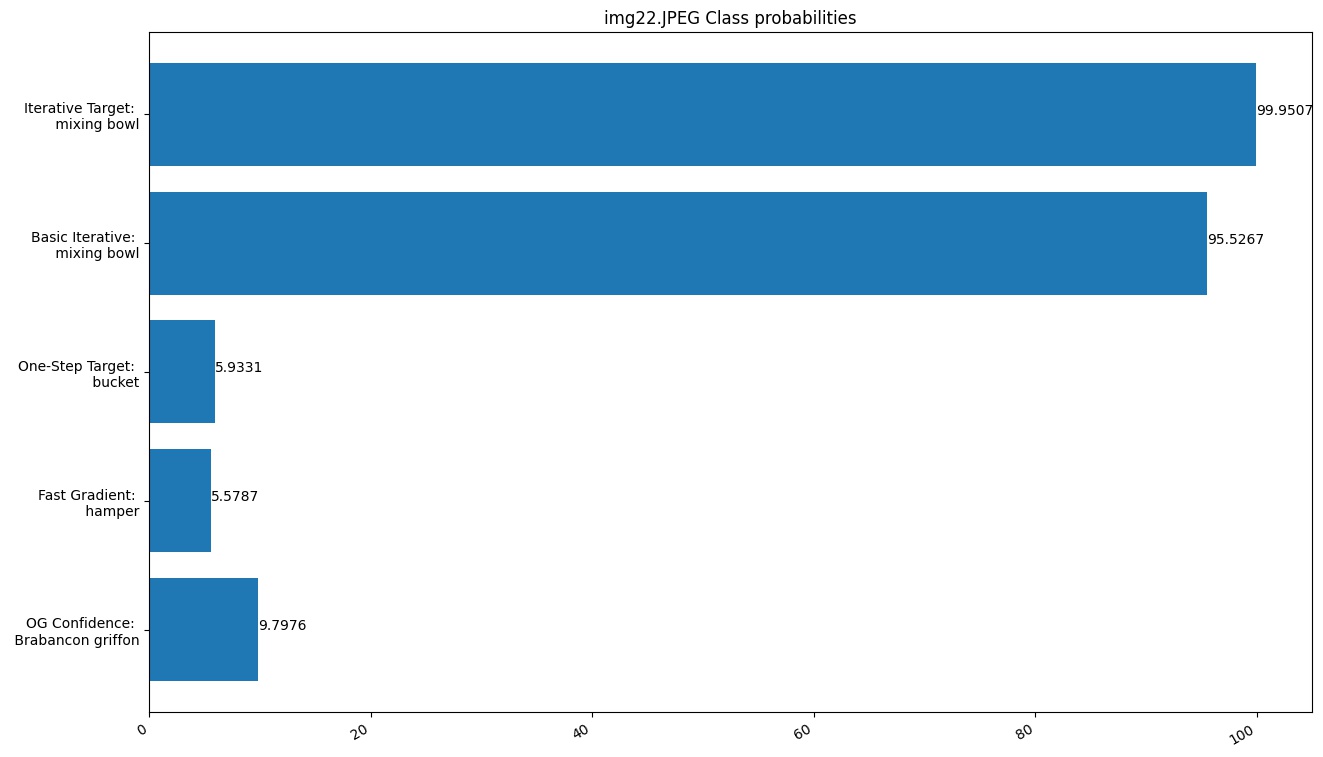 img22.JPEG Class probabilities
Iterative Target:
mixing bowl
99.9507
Basic Iterative:
mixing bowl
95.5267
One-Step Target:
bucket
5.9331
Fast Gradient:
hamper
5.5787
OG Confidence:
Brabancon griffon
9.7976
0
20
40
60
80
100